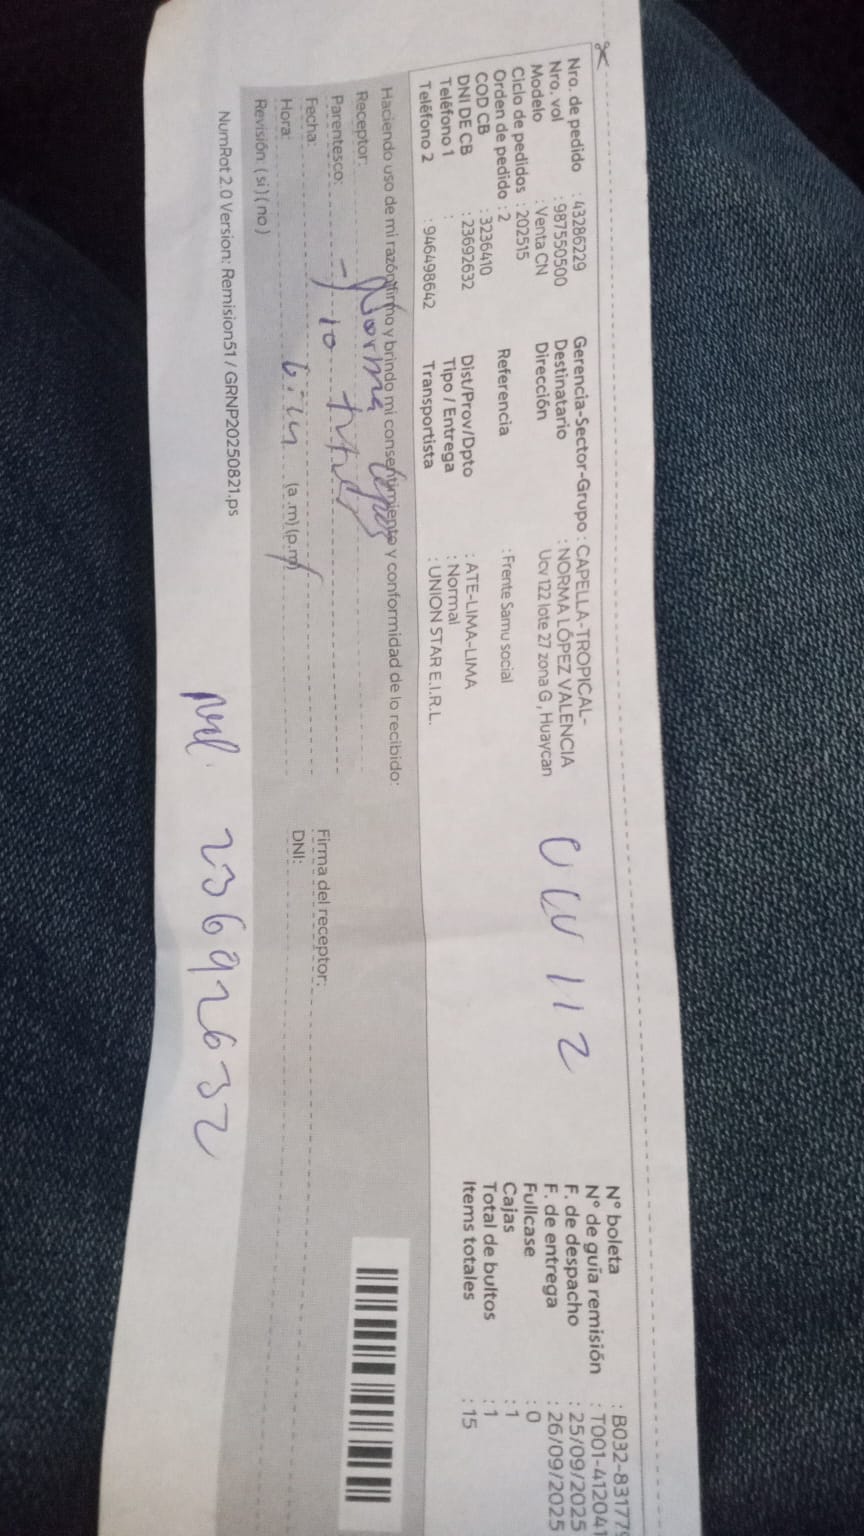 Nro. de pedido : 43286229
Nro. vol : 987550500
Modelo : Venta CN
Ciclo de pedidos : 202515
Orden de pedido : 2
COD CB : 3236410
DNI DE CB : 23692632
Teléfono 1 :
Teléfono 2 : 946498642
Gerencia-Sector-Grupo : CAPELLA-TROPICAL-
Destinatario : NORMA LÓPEZ VALENCIA
Dirección Ucv 122 lote 27 zona G , Huaycan
Referencia : Frente Samu social
Dist/Prov/Dpto : ATE-LIMA-LIMA
Tipo / Entrega : Normal
Transportista : UNION STAR E.I.R.L.
112
N° boleta : B032-83177
N° de guía remisión : T001-412041
F. de despacho : 25/09/2025
F. de entrega : 26/09/2025
Fullcase : 0
Cajas : 1
Total de bultos : 1
Items totales : 15
Haciendo uso de mi razón firmo y brindo mi consentimiento y conformidad de lo recibido:
Receptor: Norma
Parentesco:
Fecha:
Hora: (a .m) (p.m)
Revisión: ( si ) ( no )
Firma del receptor:
DNI:
NumRot 2 0 Version: Remision51 / GRNP20250821.ps
23692632